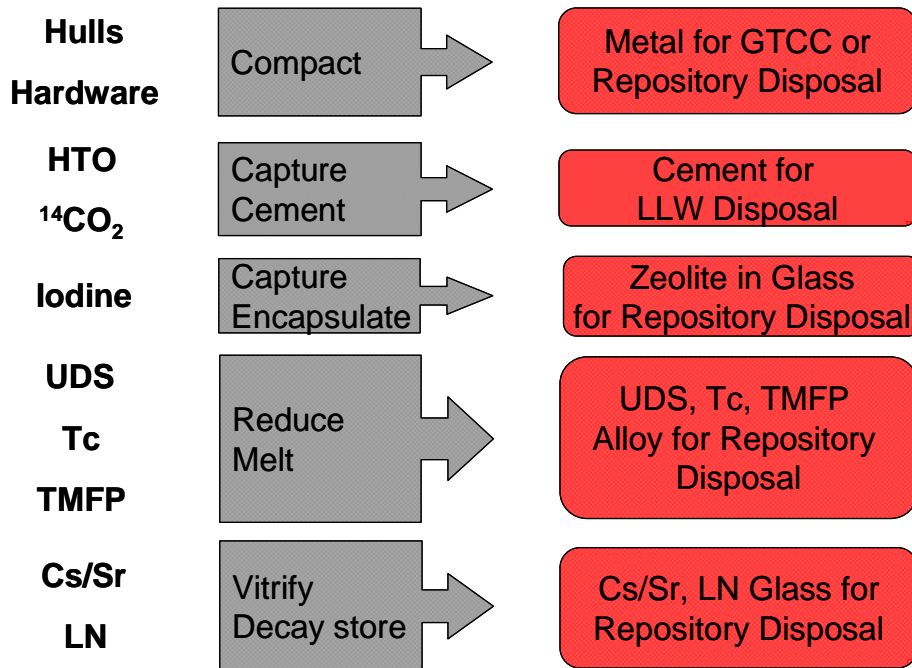 Hulls
Hardware
Compact
Metal for GTCC or
Repository Disposal
HTO
¹⁴CO₂
Capture
Cement
Cement for
LLW Disposal
Iodine
Capture
Encapsulate
Zeolite in Glass
for Repository Disposal
UDS
Tc
TMFP
Reduce
Melt
UDS, Tc, TMFP
Alloy for Repository
Disposal
Cs/Sr
LN
Vitrify
Decay store
Cs/Sr, LN Glass for
Repository Disposal